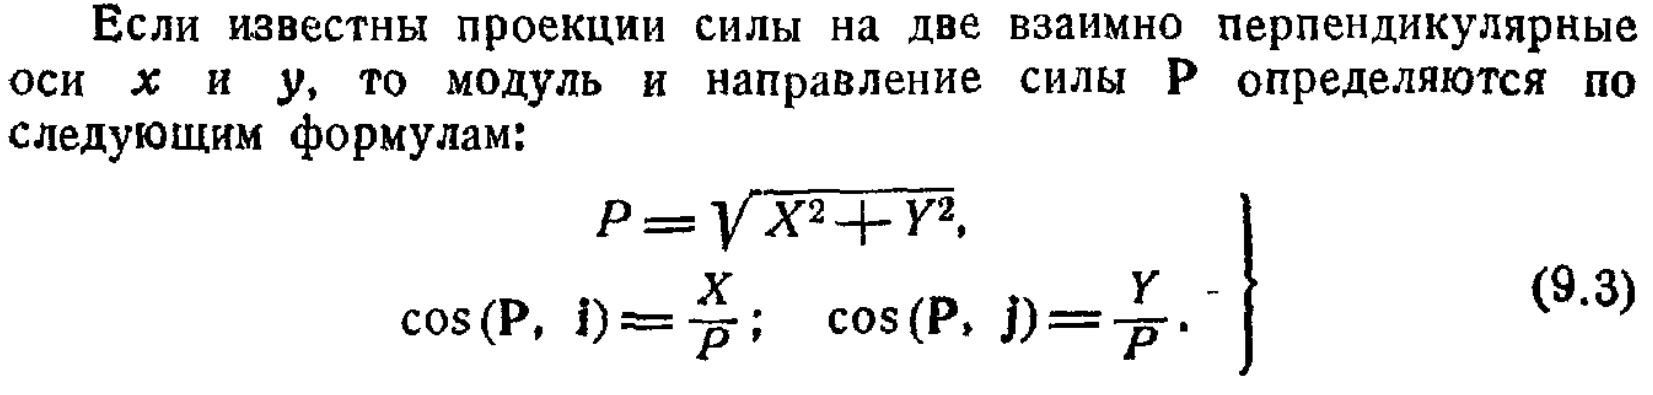 Если известны проекции силы на две взаимно перпендикулярные
оси x и y, то модуль и направление силы P определяются по
следующим формулам:
P = √(X² + Y²),
cos (P, i) = X/P; cos (P, j) = Y/P. (9.3)